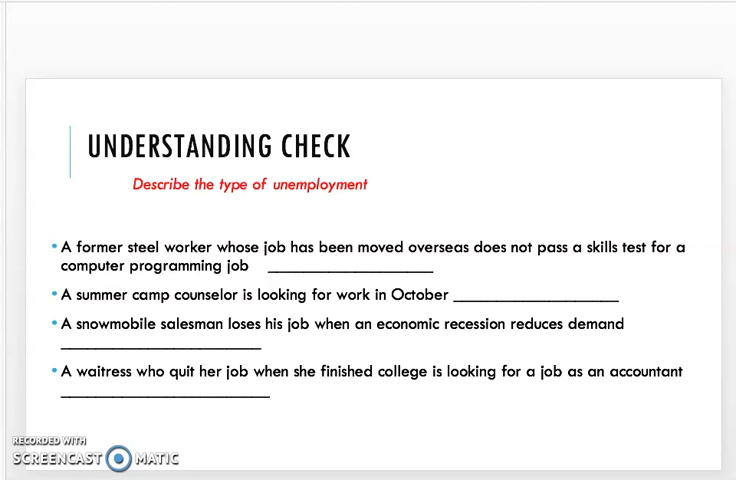 UNDERSTANDING CHECK
Describe the type of unemployment
• A former steel worker whose job has been moved overseas does not pass a skills test for a
computer programming job ____________________
• A summer camp counselor is looking for work in October ____________________
• A snowmobile salesman loses his job when an economic recession reduces demand
________________________
• A waitress who quit her job when she finished college is looking for a job as an accountant
_________________________
RECORDED WITH
SCREENCAST MATIC